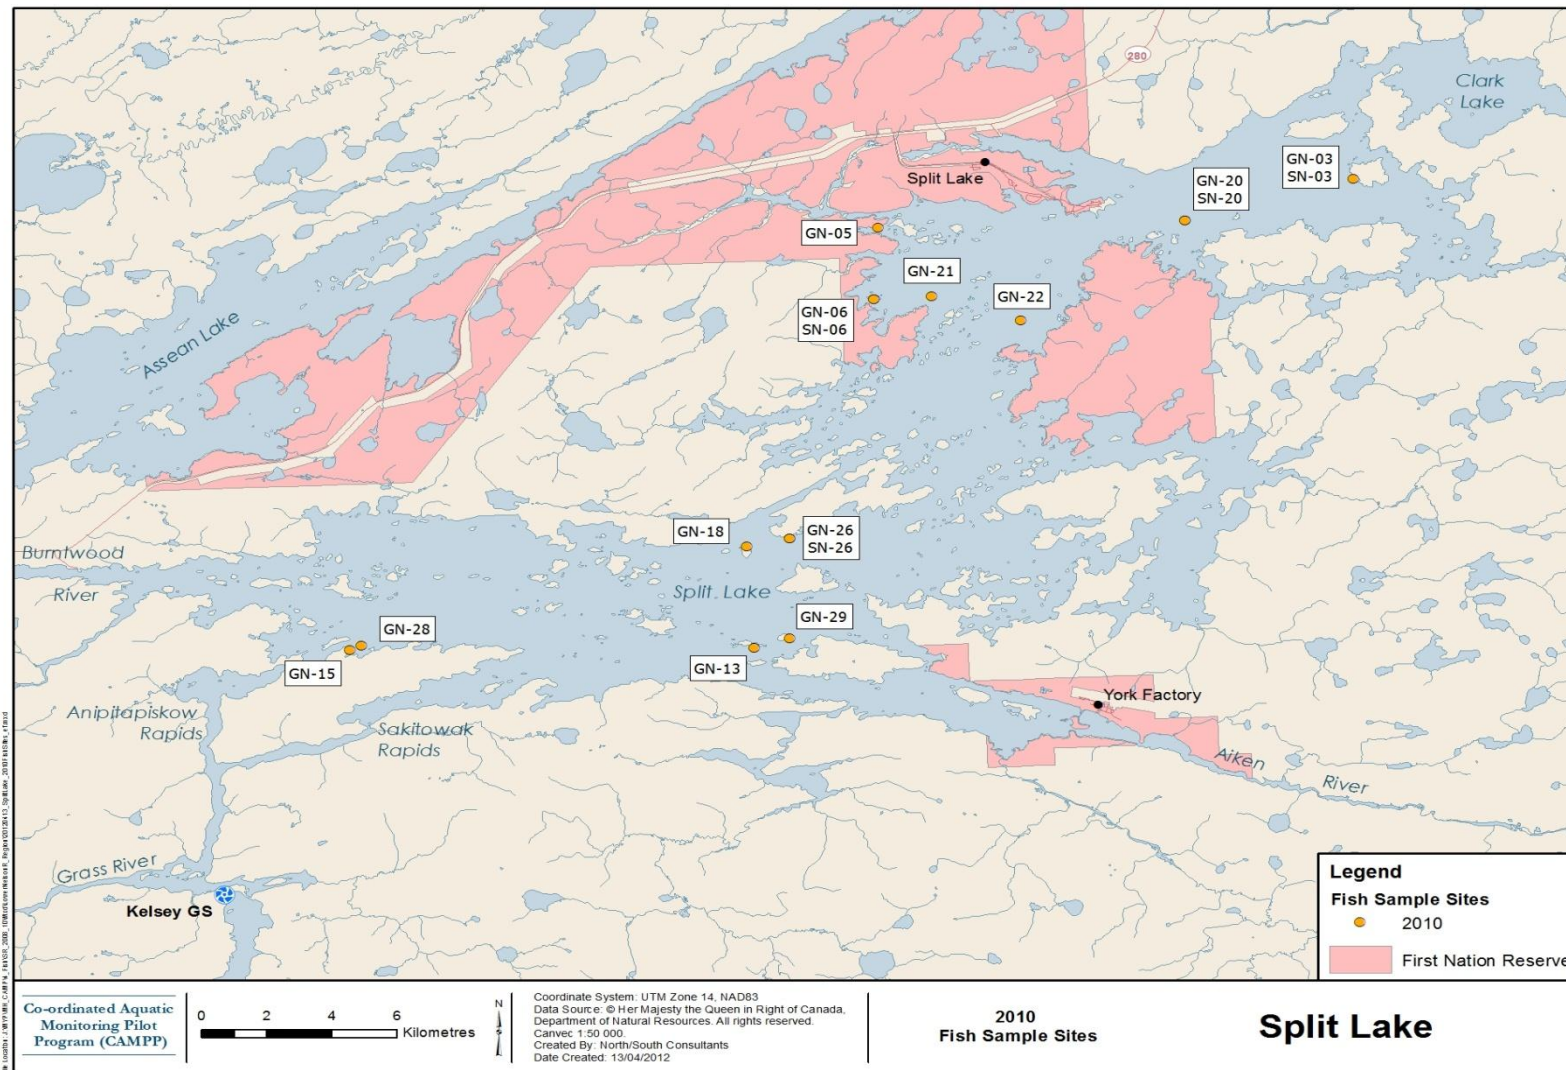 280
Clark
Lake
GN-03
SN-03
GN-20
SN-20
Split Lake
GN-05
GN-21
GN-22
GN-06
SN-06
Assean Lake
GN-18
GN-26
SN-26
Burntwood
River
Split Lake
GN-28
GN-29
GN-15
GN-13
York Factory
Anipitapiskow
Rapids
Sakitowak
Rapids
Aiken
River
Grass River
Kelsey GS
Legend
Fish Sample Sites
2010
First Nation Reserve
Co-ordinated Aquatic
Monitoring Pilot
Program (CAMPP)
0 2 4 6
Kilometres
N
S
Coordinate System: UTM Zone 14, NAD83
Data Source: © Her Majesty the Queen in Right of Canada,
Department of Natural Resources. All rights reserved.
Canvec 1:50 000.
Created By: North/South Consultants
Date Created: 13/04/2012
2010
Fish Sample Sites
Split Lake